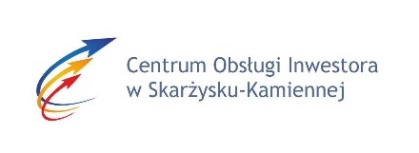 Centrum Obsługi Inwestora
w Skarżysku-Kamiennej